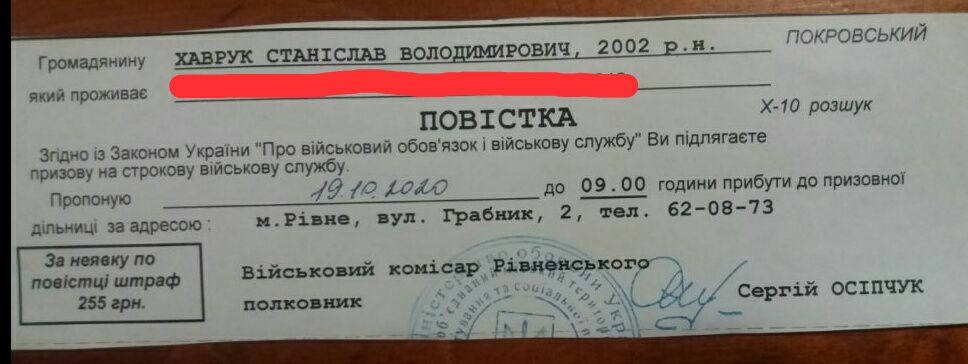 ПОКРОВСЬКИЙ
Громадянину ХАВРУК СТАНІСЛАВ ВОЛОДИМИРОВИЧ, 2002 р.н.
який проживає
Х-10 розшук
ПОВІСТКА
Згідно із Законом України "Про військовий обов'язок і військову службу" Ви підлягаєте
призову на строкову військову службу.
Пропоную 19.10.2020 до 09.00 години прибути до призовної
дільниці за адресою : м.Рівне, вул. Грабник, 2, тел. 62-08-73
За неявку по
повістці штраф
255 грн.
Військовий комісар Рівненського
полковник Сергій ОСІПЧУК